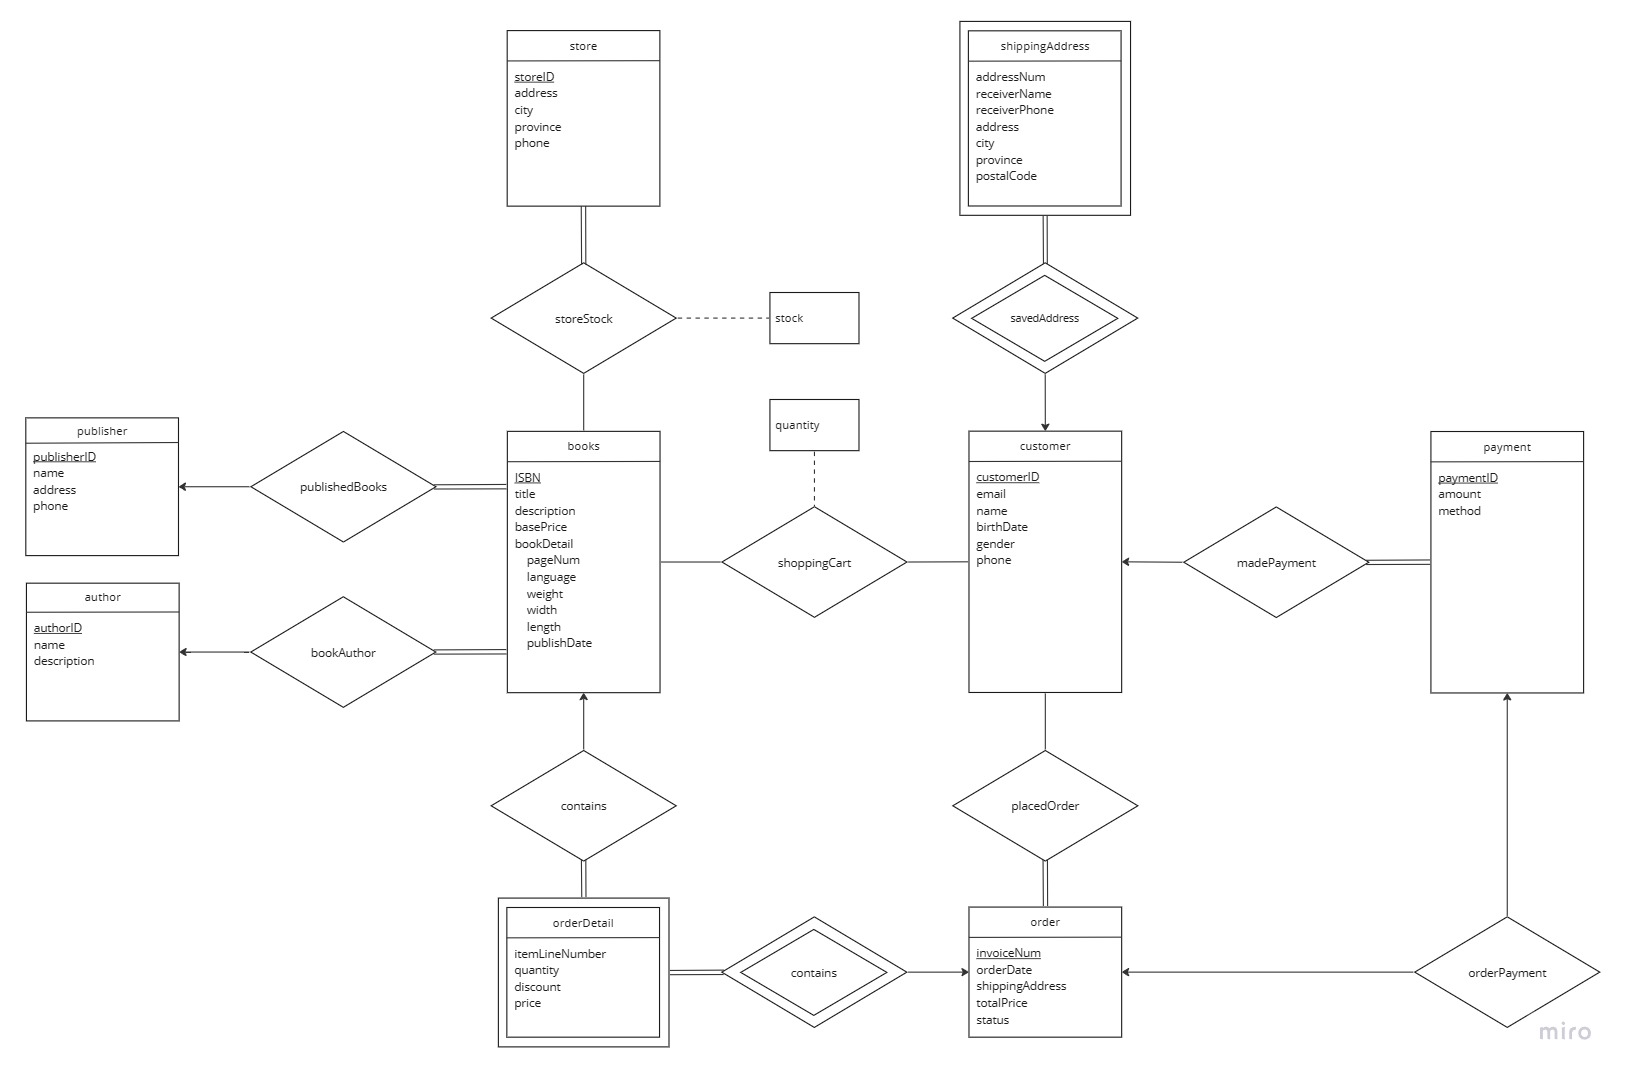 store
storeID
address
city
province
phone
shippingAddress
addressNum
receiverName
receiverPhone
address
city
province
postalCode
storeStock
stock
savedAddress
quantity
publisher
publisherID
name
address
phone
publishedBooks
books
ISBN
title
description
basePrice
bookDetail
pageNum
language
weight
width
length
publishDate
shoppingCart
customer
customerID
email
name
birthDate
gender
phone
madePayment
payment
paymentID
amount
method
author
authorID
name
description
bookAuthor
contains
placedOrder
orderDetail
itemLineNumber
quantity
discount
price
contains
order
invoiceNum
orderDate
shippingAddress
totalPrice
status
orderPayment
miro